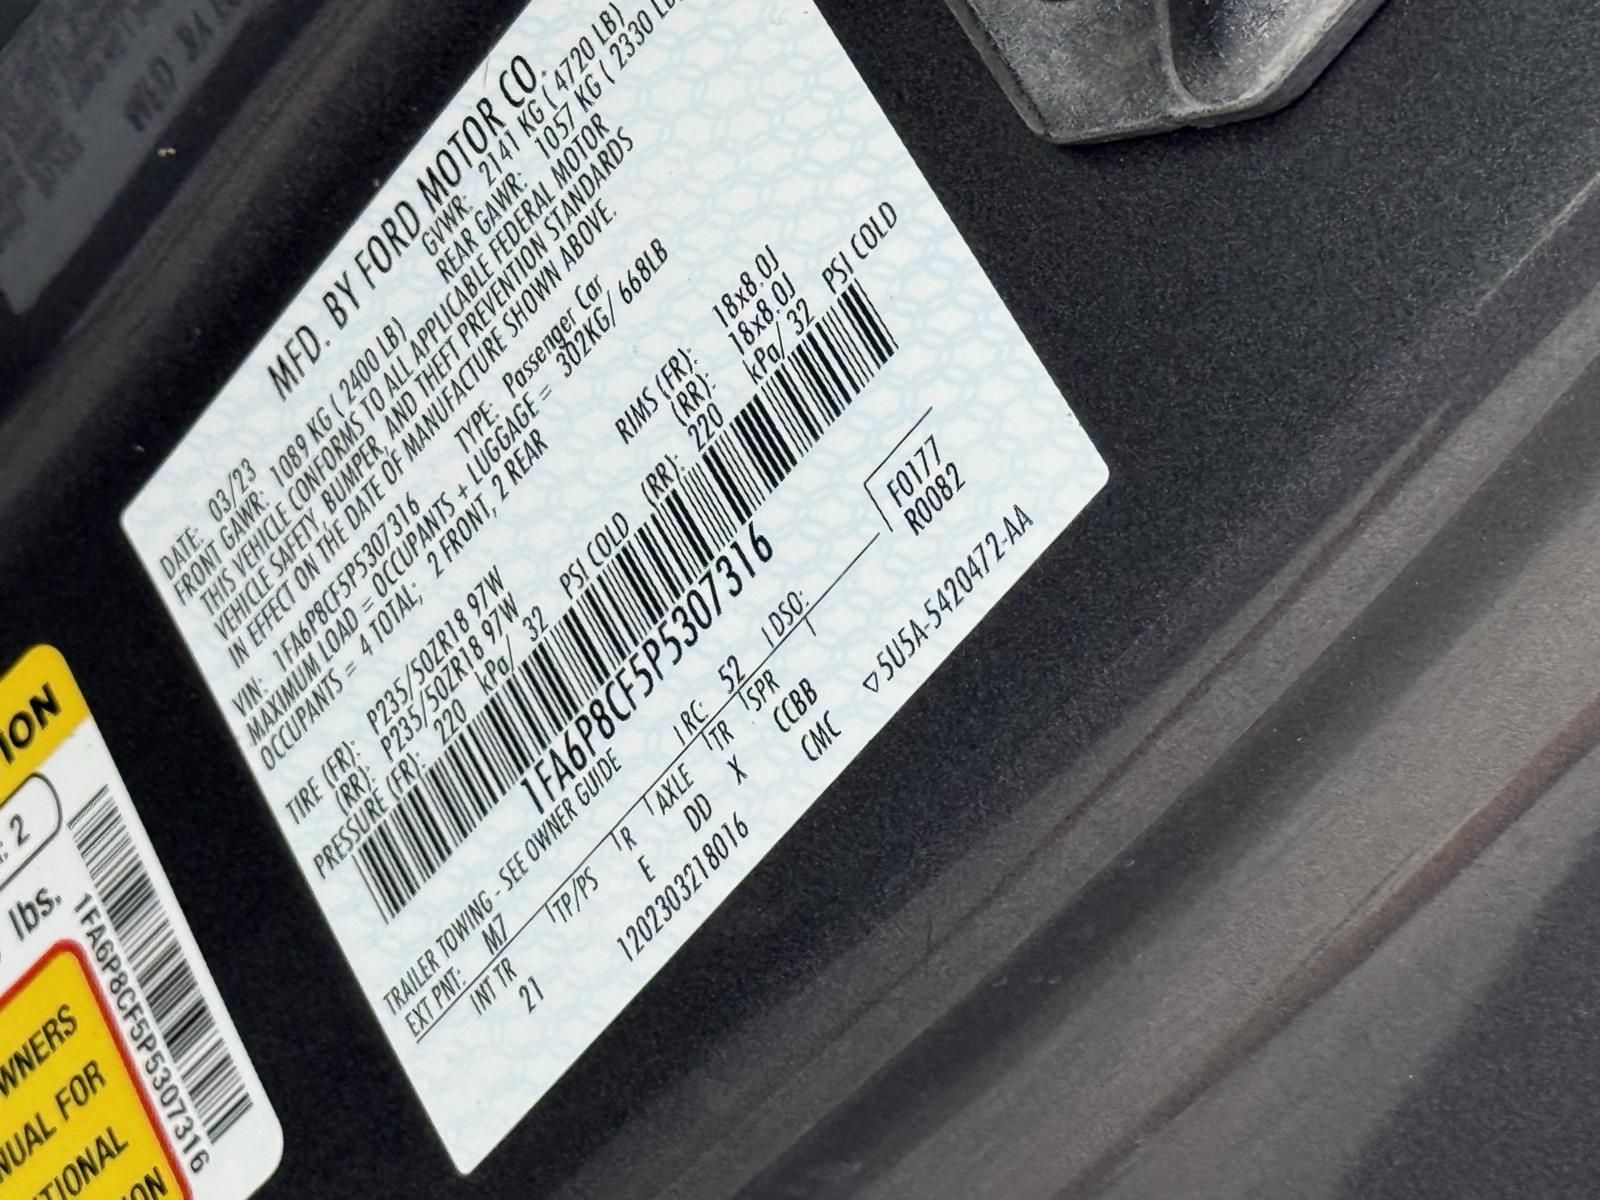 MFD. BY FORD MOTOR CO.
DATE: 03/23 GVWR: 2141 KG ( 4720 LB)
FRONT GAWR: 1089 KG ( 2400 LB) REAR GAWR: 1057 KG ( 2330 LB
THIS VEHICLE CONFORMS TO ALL APPLICABLE FEDERAL MOTOR
VEHICLE SAFETY, BUMPER, AND THEFT PREVENTION STANDARDS
IN EFFECT ON THE DATE OF MANUFACTURE SHOWN ABOVE.
VIN: 1FA6P8CF5P5307316 TYPE: Passenger Car
MAXIMUM LOAD = OCCUPANTS + LUGGAGE = 302KG/ 668LB
OCCUPANTS = 4 TOTAL; 2 FRONT, 2 REAR
TIRE (FR): P235/50ZR18 97W RIMS (FR): 18x8.0J
(RR): P235/50ZR18 97W (RR): 18x8.0J
PRESSURE (FR): 220 kPa/ 32 PSI COLD (RR): 220 kPa/ 32 PSI COLD
1FA6P8CF5P5307316
TRAILER TOWING - SEE OWNER GUIDE
EXT PNT: M7 RC: 52 DSO:
INT TR TP/PS R AXLE TR SPR
21 E DD X CCBB
F0177
R0082
CMC
1202303218016
▽5U5A-5420472-AA
ION
: 2
lbs.
1FA6P8CF5P5307316
WNERS
NUAL FOR
TIONAL
ION